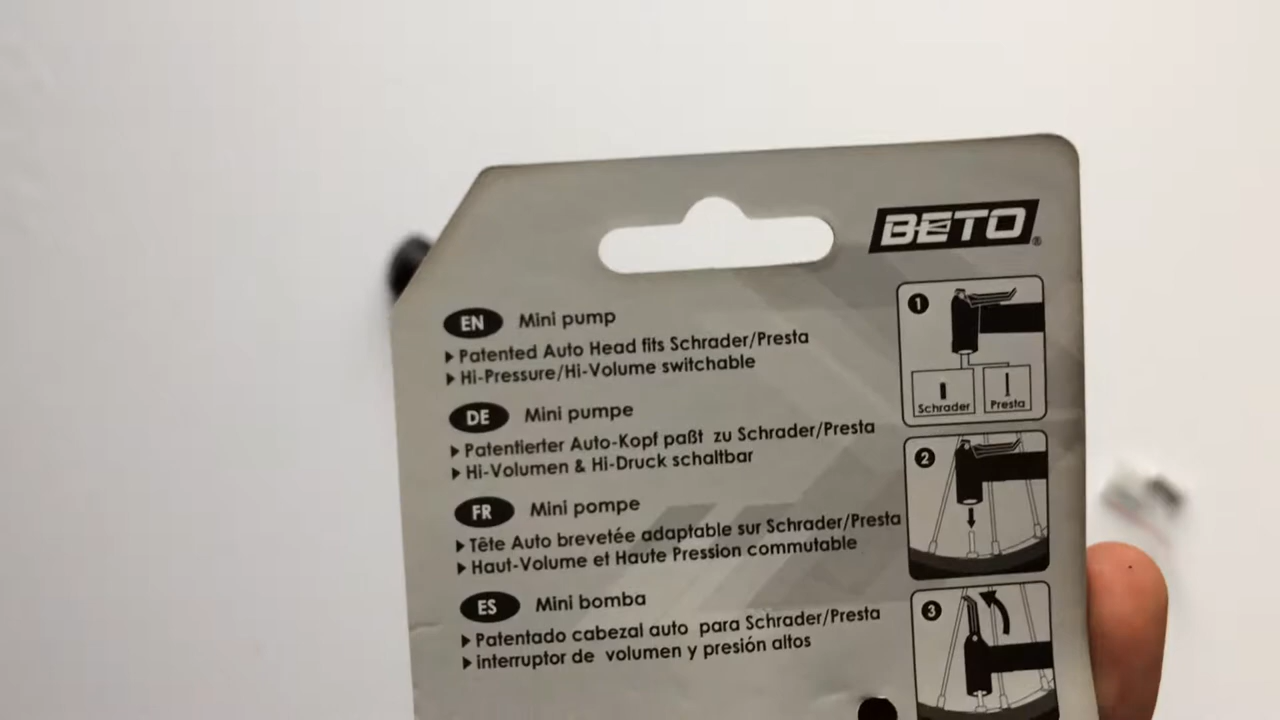 BETO®
EN Mini pump
Patented Auto Head fits Schrader/Presta
Hi-Pressure/Hi-Volume switchable
DE Mini pumpe
Patentierter Auto-Kopf paßt zu Schrader/Presta
Hi-Volumen & Hi-Druck schaltbar
FR Mini pompe
Tête Auto brevetée adaptable sur Schrader/Presta
Haut-Volume et Haute Pression commutable
ES Mini bomba
Patentado cabezal auto para Schrader/Presta
interruptor de volumen y presión altos
1
Schrader Presta
2
3